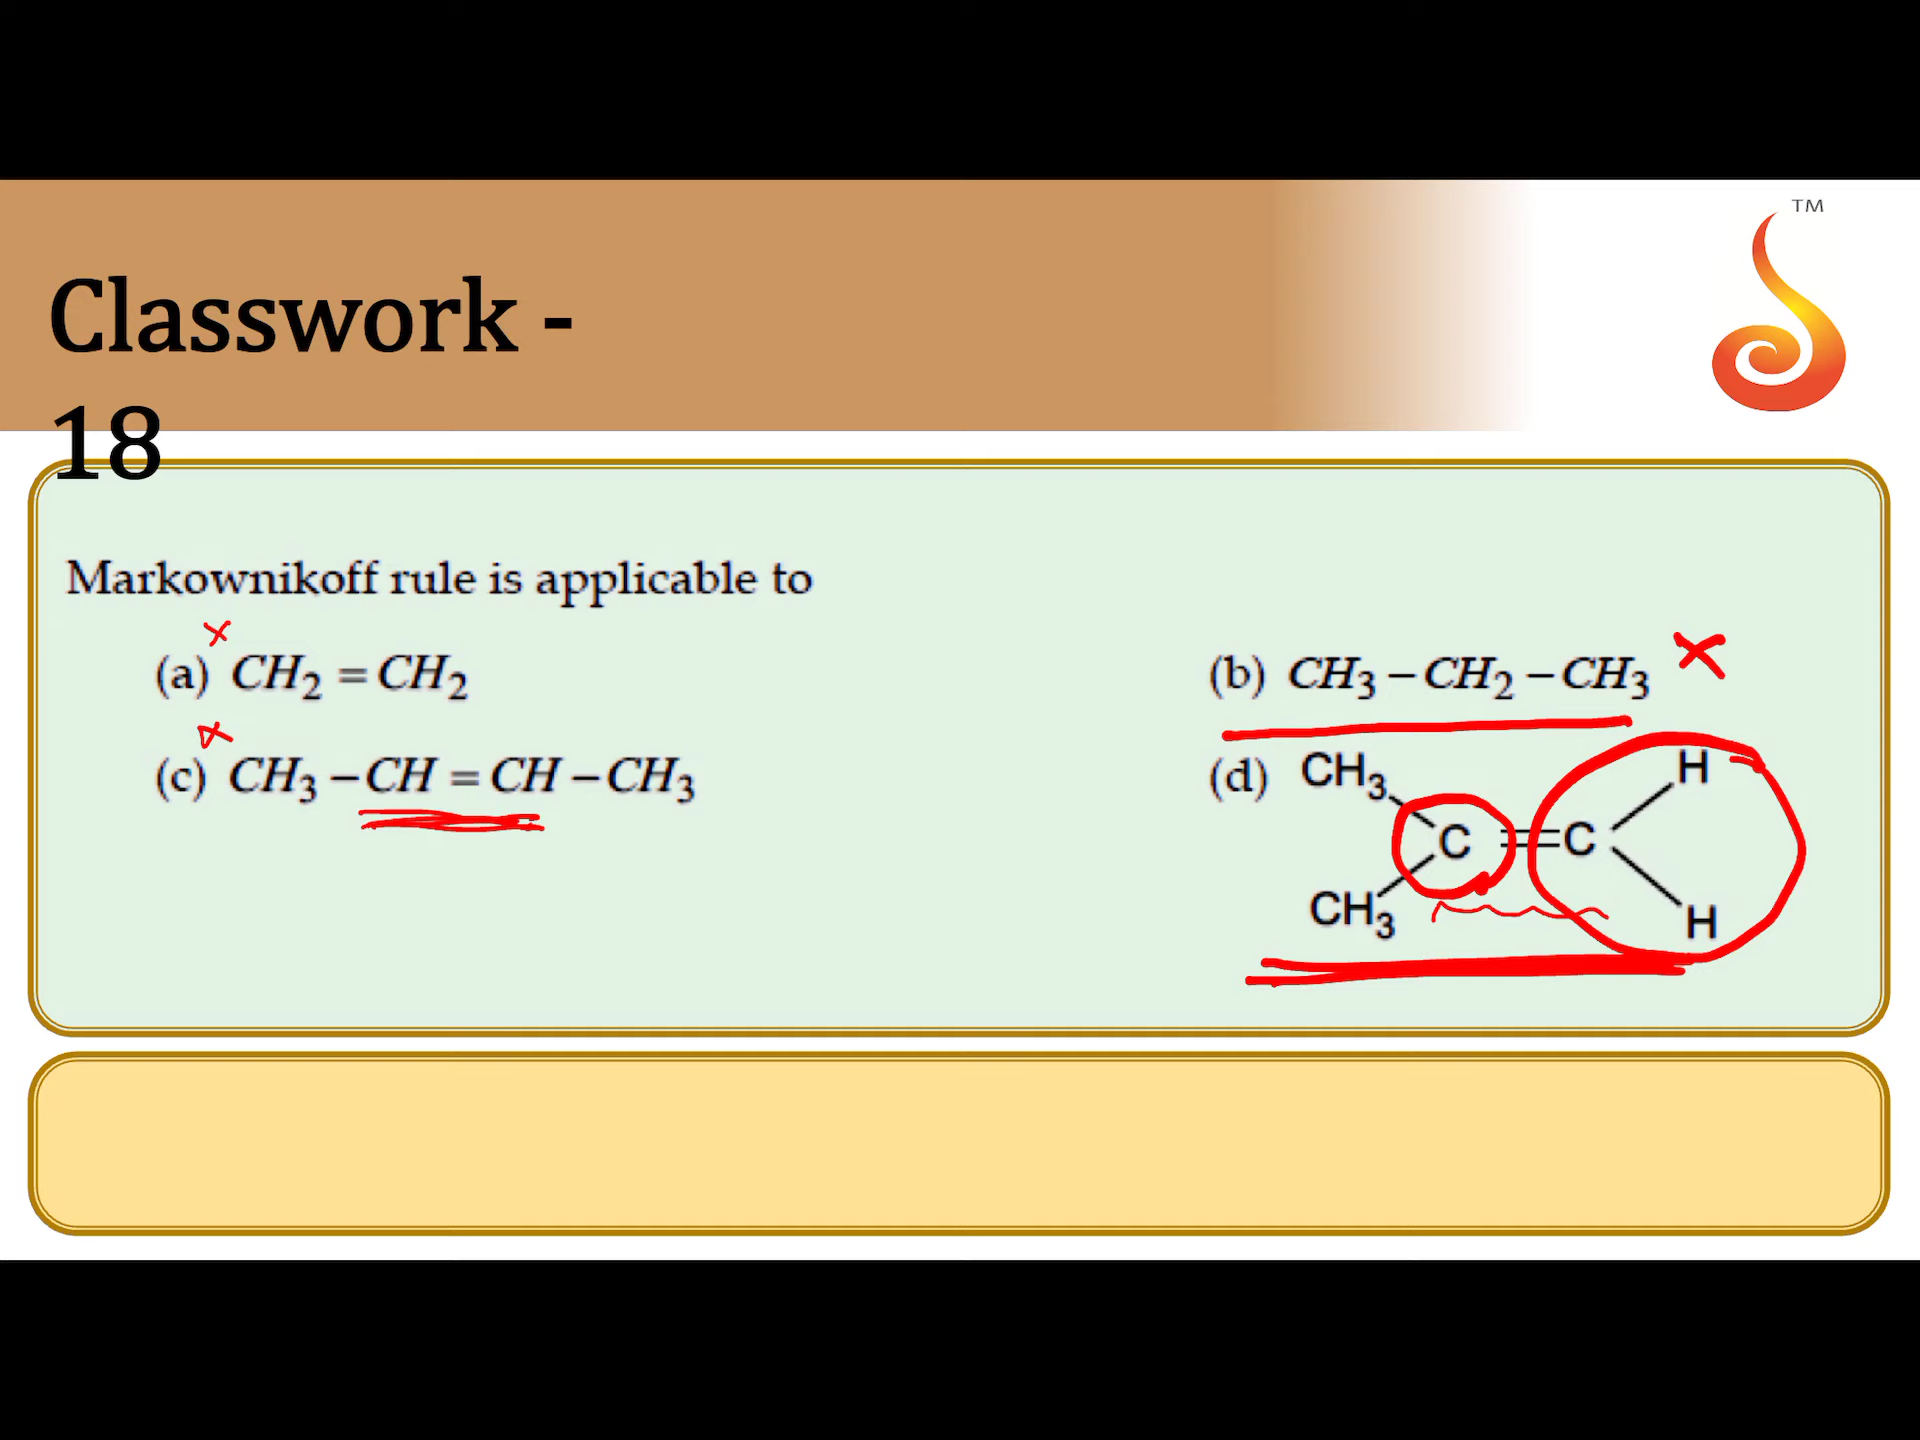 TM
Classwork -
18
Markownikoff rule is applicable to
(a) CH₂ = CH₂
(b) CH₃ – CH₂ – CH₃
(c) CH₃ – CH = CH – CH₃
(d) CH₃ H
C = C
CH₃ H